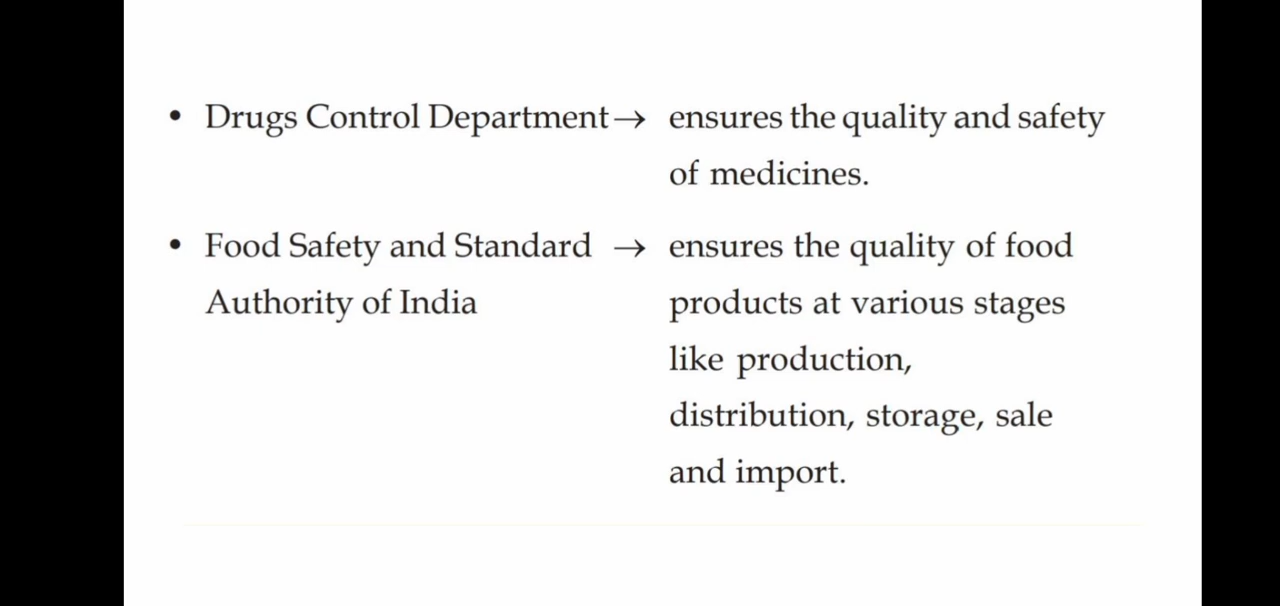 • Drugs Control Department → ensures the quality and safety
of medicines.
• Food Safety and Standard → ensures the quality of food
Authority of India products at various stages
like production,
distribution, storage, sale
and import.